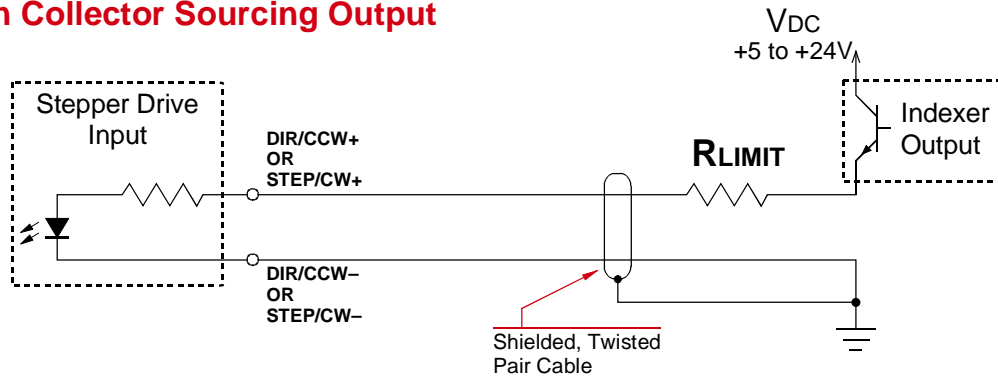 Collector Sourcing Output
VDC
+5 to +24V
Stepper Drive
Input
Indexer
Output
DIR/CCW+
OR
STEP/CW+
RLIMIT
DIR/CCW–
OR
STEP/CW–
Shielded, Twisted
Pair Cable